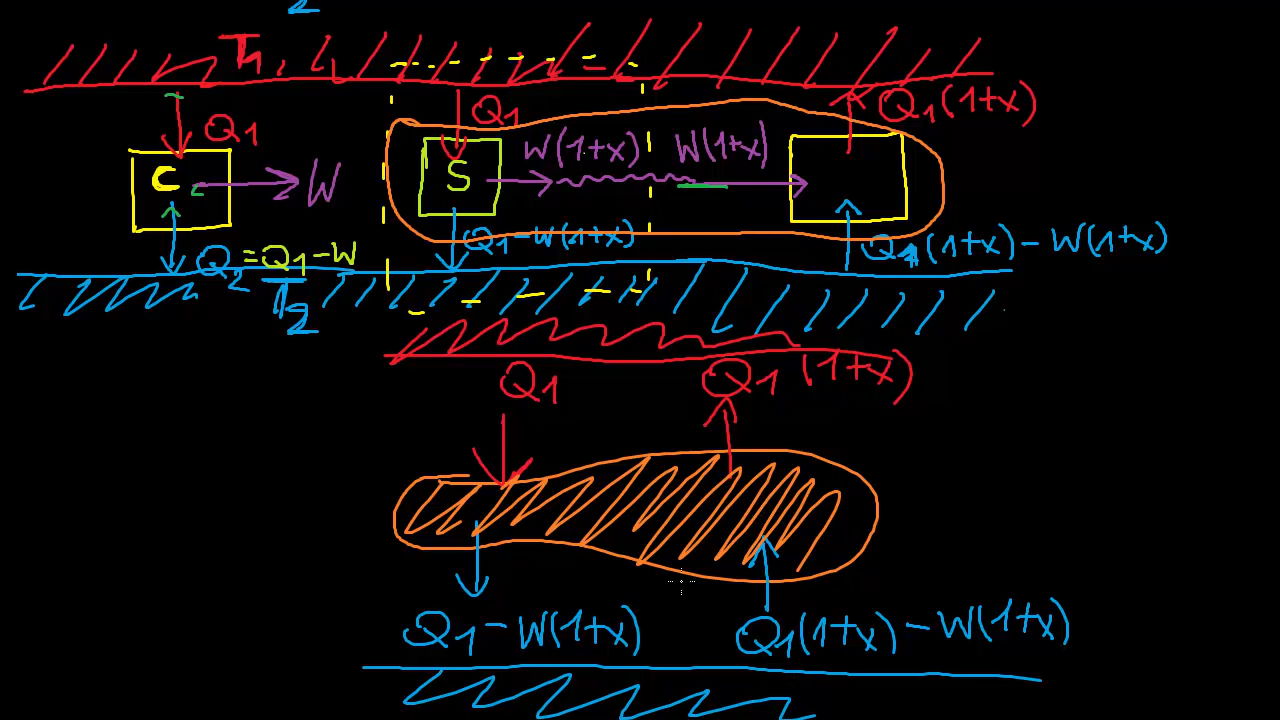 2
T1
Q1
Q1
Q1(1+x)
C
W
S
W(1+x)
W(1+x)
Q2=Q1-W
Q1-W(1+x)
Q1(1+x)-W(1+x)
T2
Q1
Q1(1+x)
Q1-W(1+x)
Q1(1+x)-W(1+x)